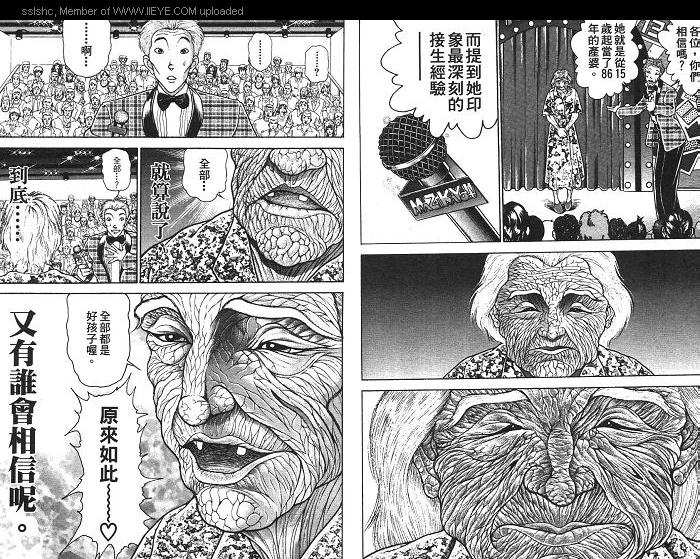 sslshc, Member of WWW.IIEYE.COM uploaded
各位，你們
相信嗎？
她就是從15
歲起當了86
年的產婆。
而提到她印
象最深刻的
接生經驗
………啊。
………？
全部…
就算說了
全部…？
到底……
全部都是
好孩子喔。
原來如此～～♡
又有誰會相信呢。